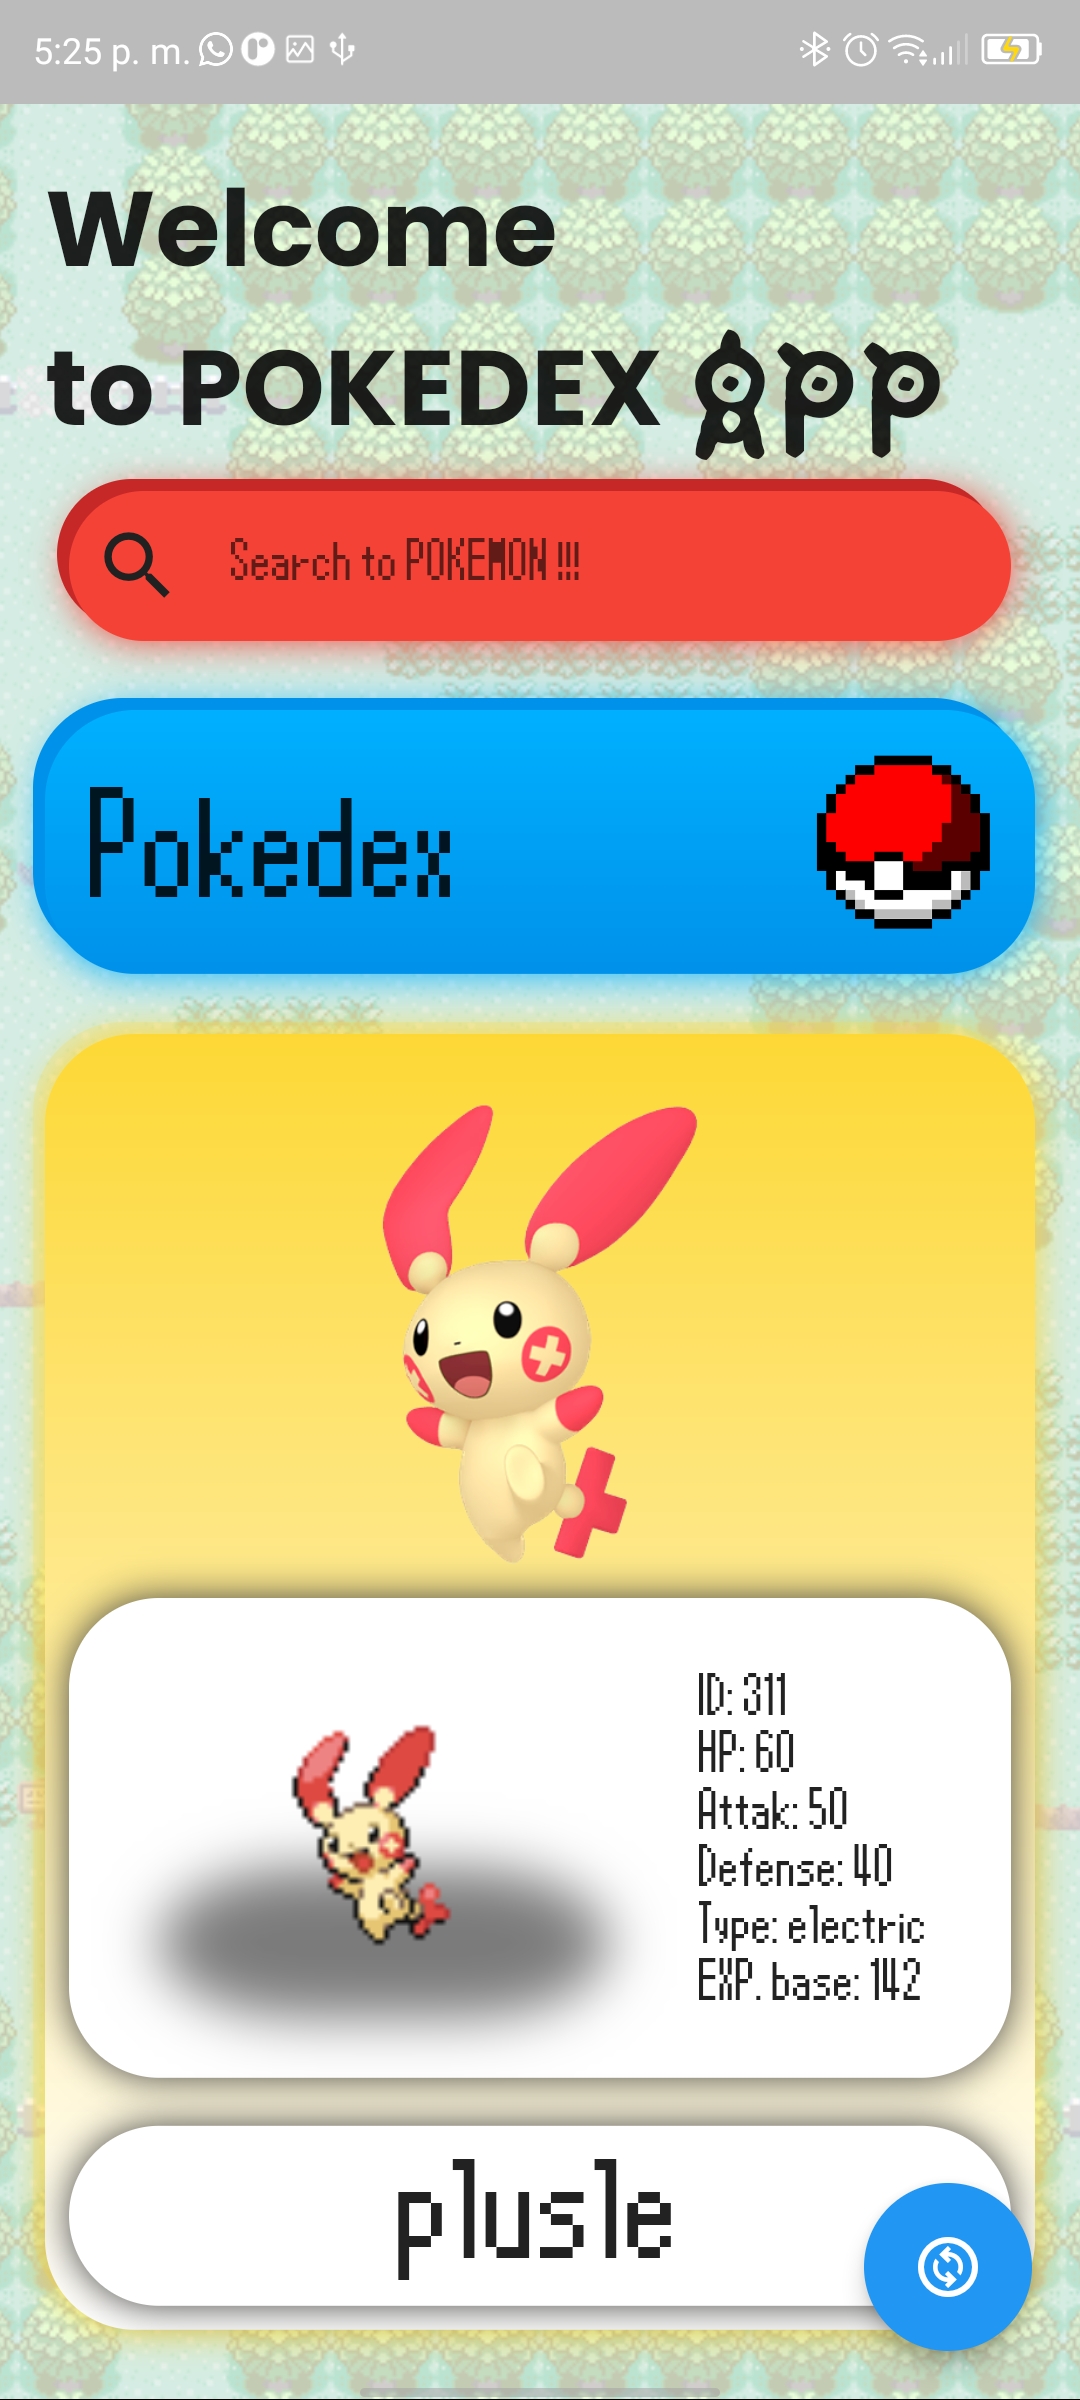 5:25 p. m.
Welcome
to POKEDEX APP
Search to POKEMON !!!
Pokedex
ID: 311
HP: 60
Attak: 50
Defense: 40
Type: electric
EXP. base: 142
plusle